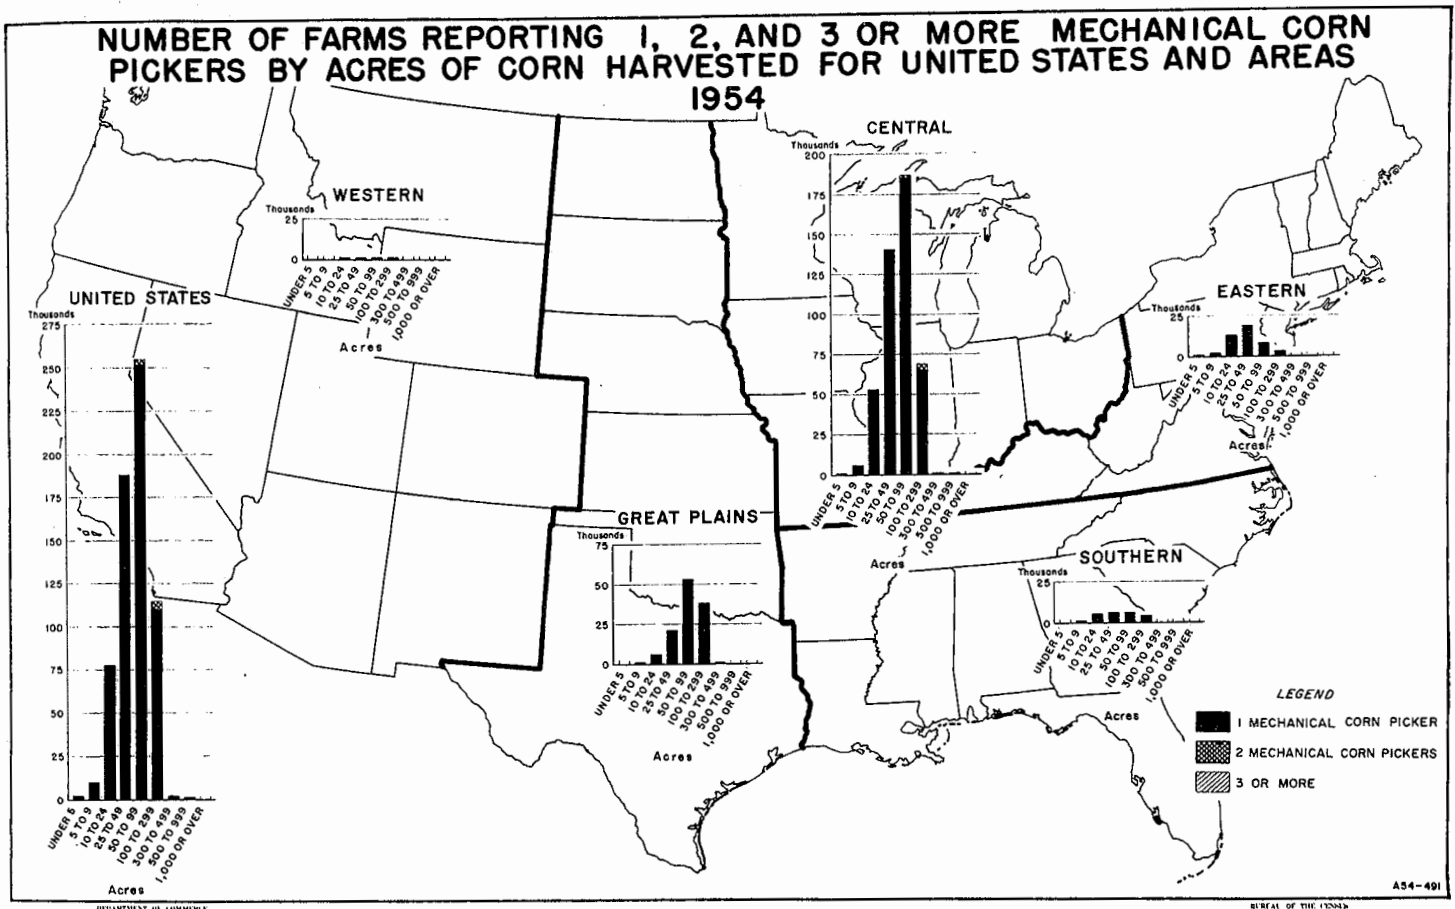 NUMBER OF FARMS REPORTING 1, 2, AND 3 OR MORE MECHANICAL CORN
PICKERS BY ACRES OF CORN HARVESTED FOR UNITED STATES AND AREAS
1954
WESTERN
Thousands
25
0
UNDER 5
5 TO 9
10 TO 24
25 TO 49
50 TO 99
100 TO 299
300 TO 499
500 TO 999
1,000 OR OVER
Acres
UNITED STATES
Thousands
275
250
225
200
175
150
125
100
75
50
25
0
UNDER 5
5 TO 9
10 TO 24
25 TO 49
50 TO 99
100 TO 299
300 TO 499
500 TO 999
1,000 OR OVER
Acres
CENTRAL
Thousands
200
175
150
125
100
75
50
25
0
UNDER 5
5 TO 9
10 TO 24
25 TO 49
50 TO 99
100 TO 299
300 TO 499
500 TO 999
1,000 OR OVER
Acres
EASTERN
Thousands
25
0
UNDER 5
5 TO 9
10 TO 24
25 TO 49
50 TO 99
100 TO 299
300 TO 499
500 TO 999
1,000 OR OVER
Acres
GREAT PLAINS
Thousands
75
50
25
0
UNDER 5
5 TO 9
10 TO 24
25 TO 49
50 TO 99
100 TO 299
300 TO 499
500 TO 999
1,000 OR OVER
Acres
SOUTHERN
Thousands
25
0
UNDER 5
5 TO 9
10 TO 24
25 TO 49
50 TO 99
100 TO 299
300 TO 499
500 TO 999
1,000 OR OVER
Acres
LEGEND
1 MECHANICAL CORN PICKER
2 MECHANICAL CORN PICKERS
3 OR MORE
A54-491
DEPARTMENT OF COMMERCE
BUREAU OF THE CENSUS